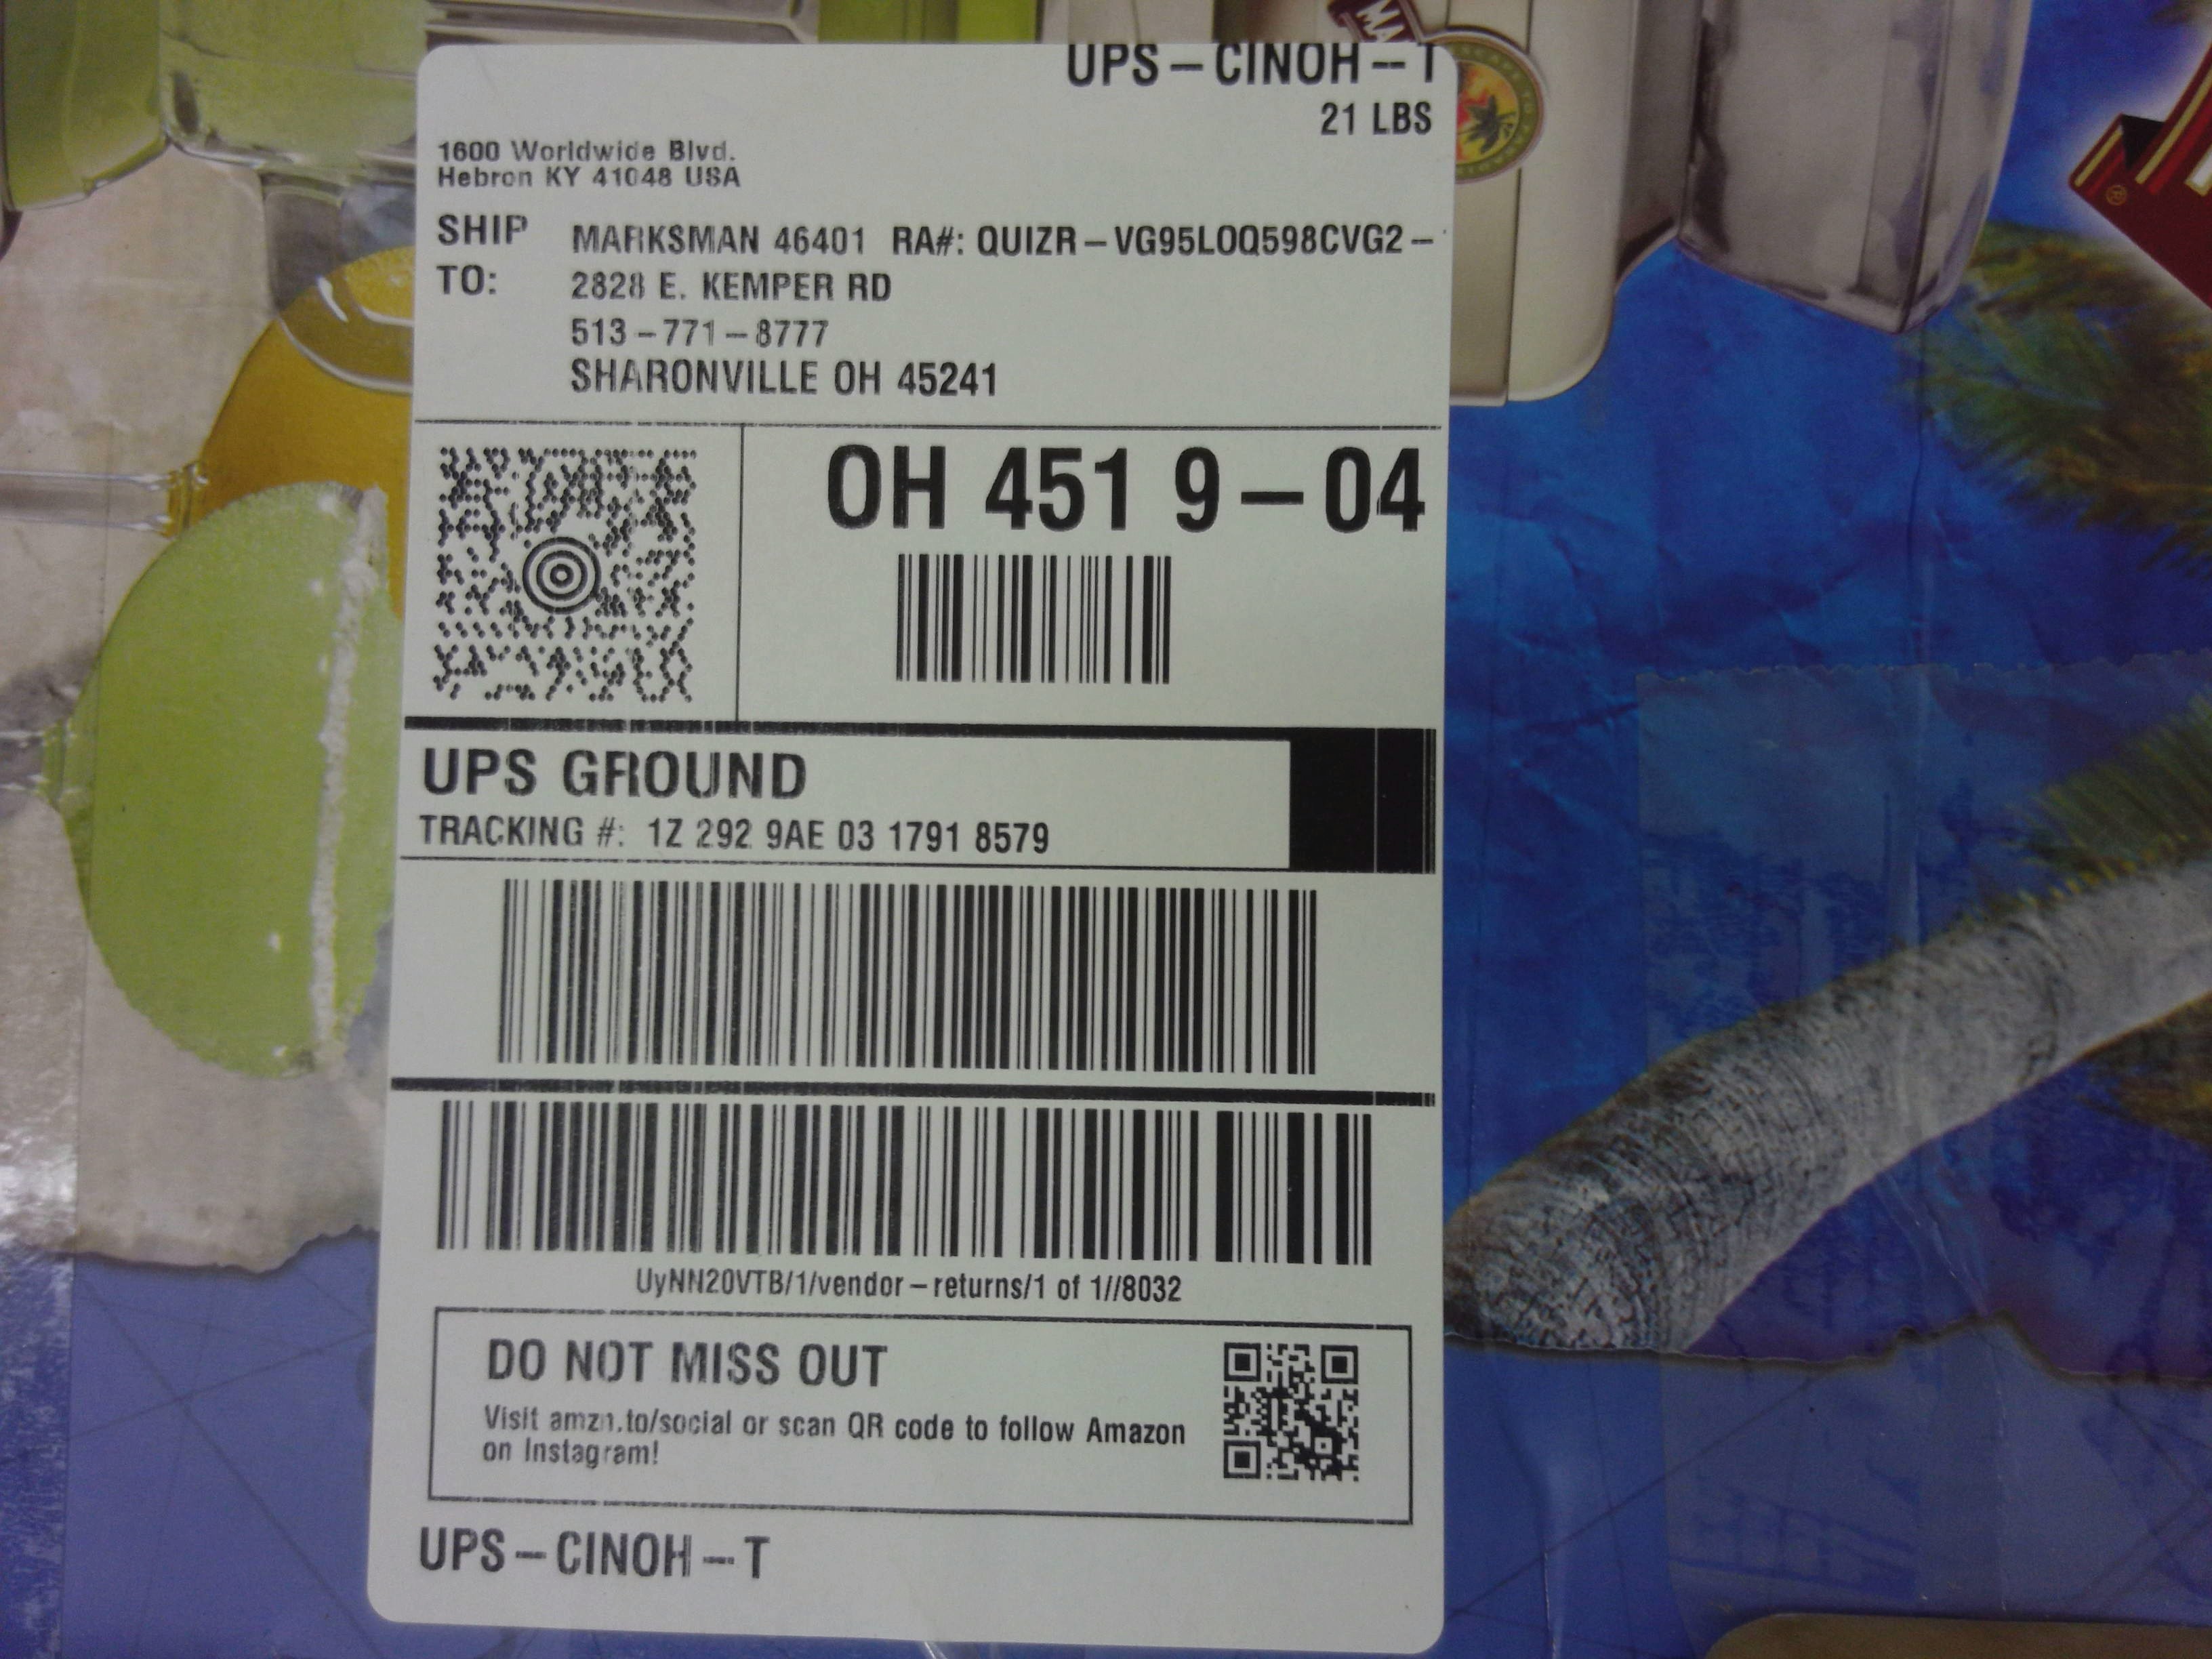 UPS – CINOH -- T
21 LBS
1600 Worldwide Blvd.
Hebron KY 41048 USA
SHIP TO:
MARKSMAN 46401 RA#: QUIZR – VG95LOQ598CVG2 –
2828 E. KEMPER RD
513 – 771 – 8777
SHARONVILLE OH 45241
OH 451 9 – 04
UPS GROUND
TRACKING #: 1Z 292 9AE 03 1791 8579
UyNN20VTB/1/vendor – returns/1 of 1//8032
DO NOT MISS OUT
Visit amzn.to/social or scan QR code to follow Amazon
on Instagram!
UPS – CINOH -- T